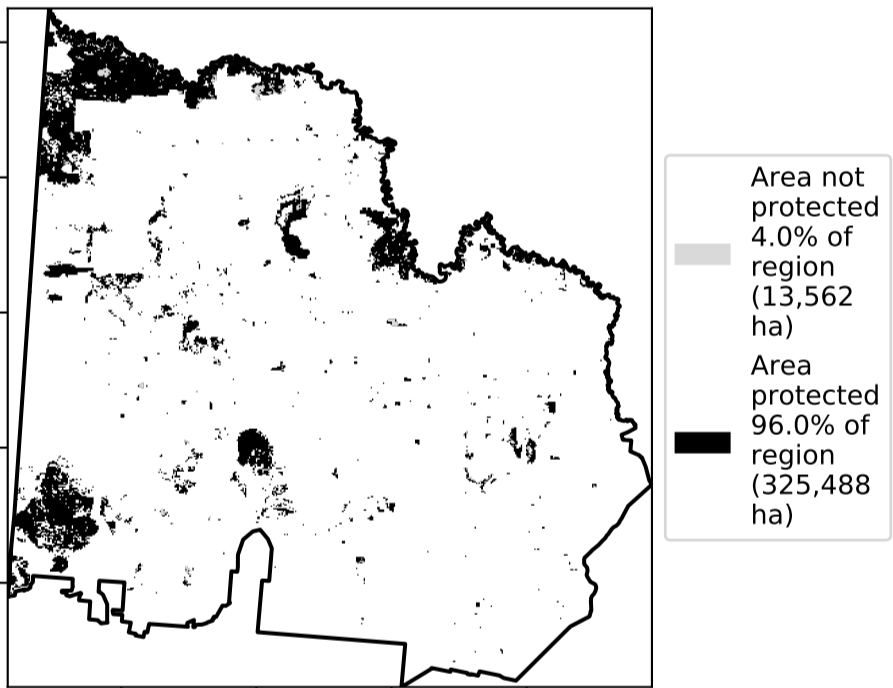 Area not
protected
4.0% of
region
(13,562
ha)
Area
protected
96.0% of
region
(325,488
ha)